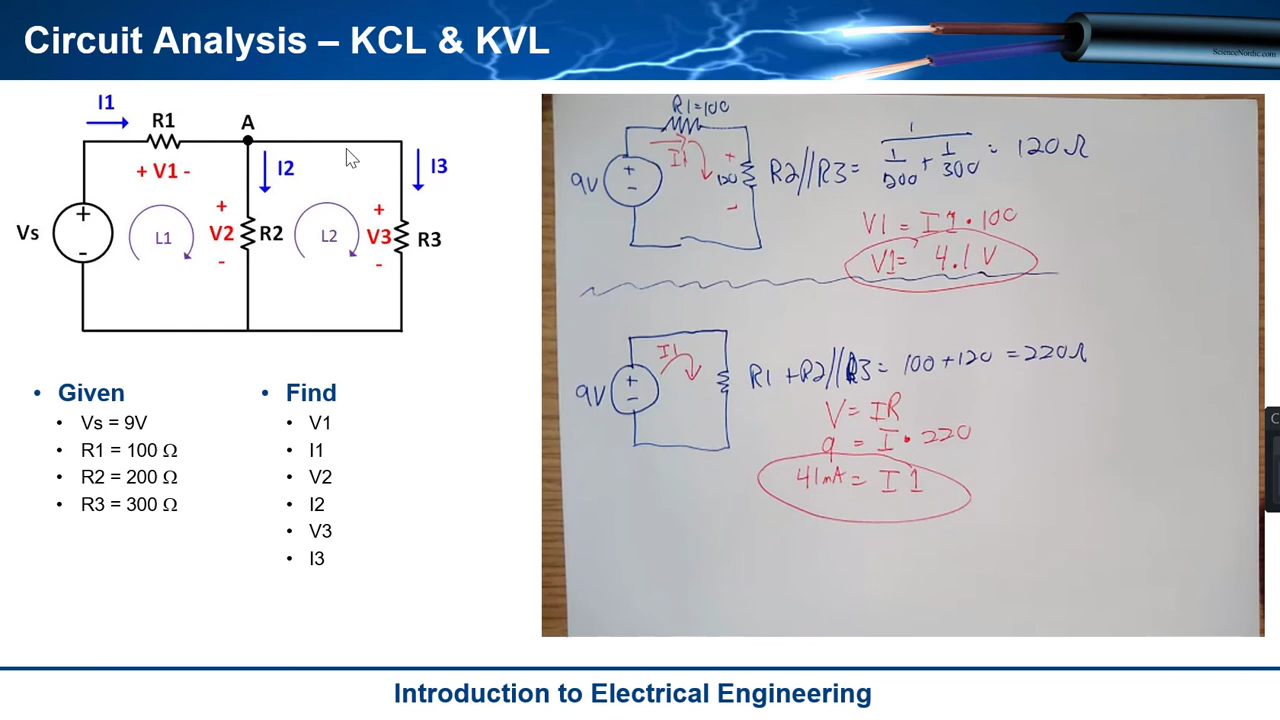 Circuit Analysis – KCL & KVL
ScienceNordic.com
I1
R1
A
+ V1 -
I2
I3
Vs
+
-
L1
+
V2
-
R2
L2
+
V3
-
R3
• Given
• Vs = 9V
• R1 = 100 Ω
• R2 = 200 Ω
• R3 = 300 Ω
• Find
• V1
• I1
• V2
• I2
• V3
• I3
R1=100
I1
9V
+
-
+
120
-
R2//R3 = 1/(1/200 + 1/300) = 120Ω
V1 = I1·100
V1= 4.1 V
I1
9V
+
-
R1 +R2//R3 = 100+120 = 220Ω
V = IR
9 = I·220
41mA = I1
C
Introduction to Electrical Engineering